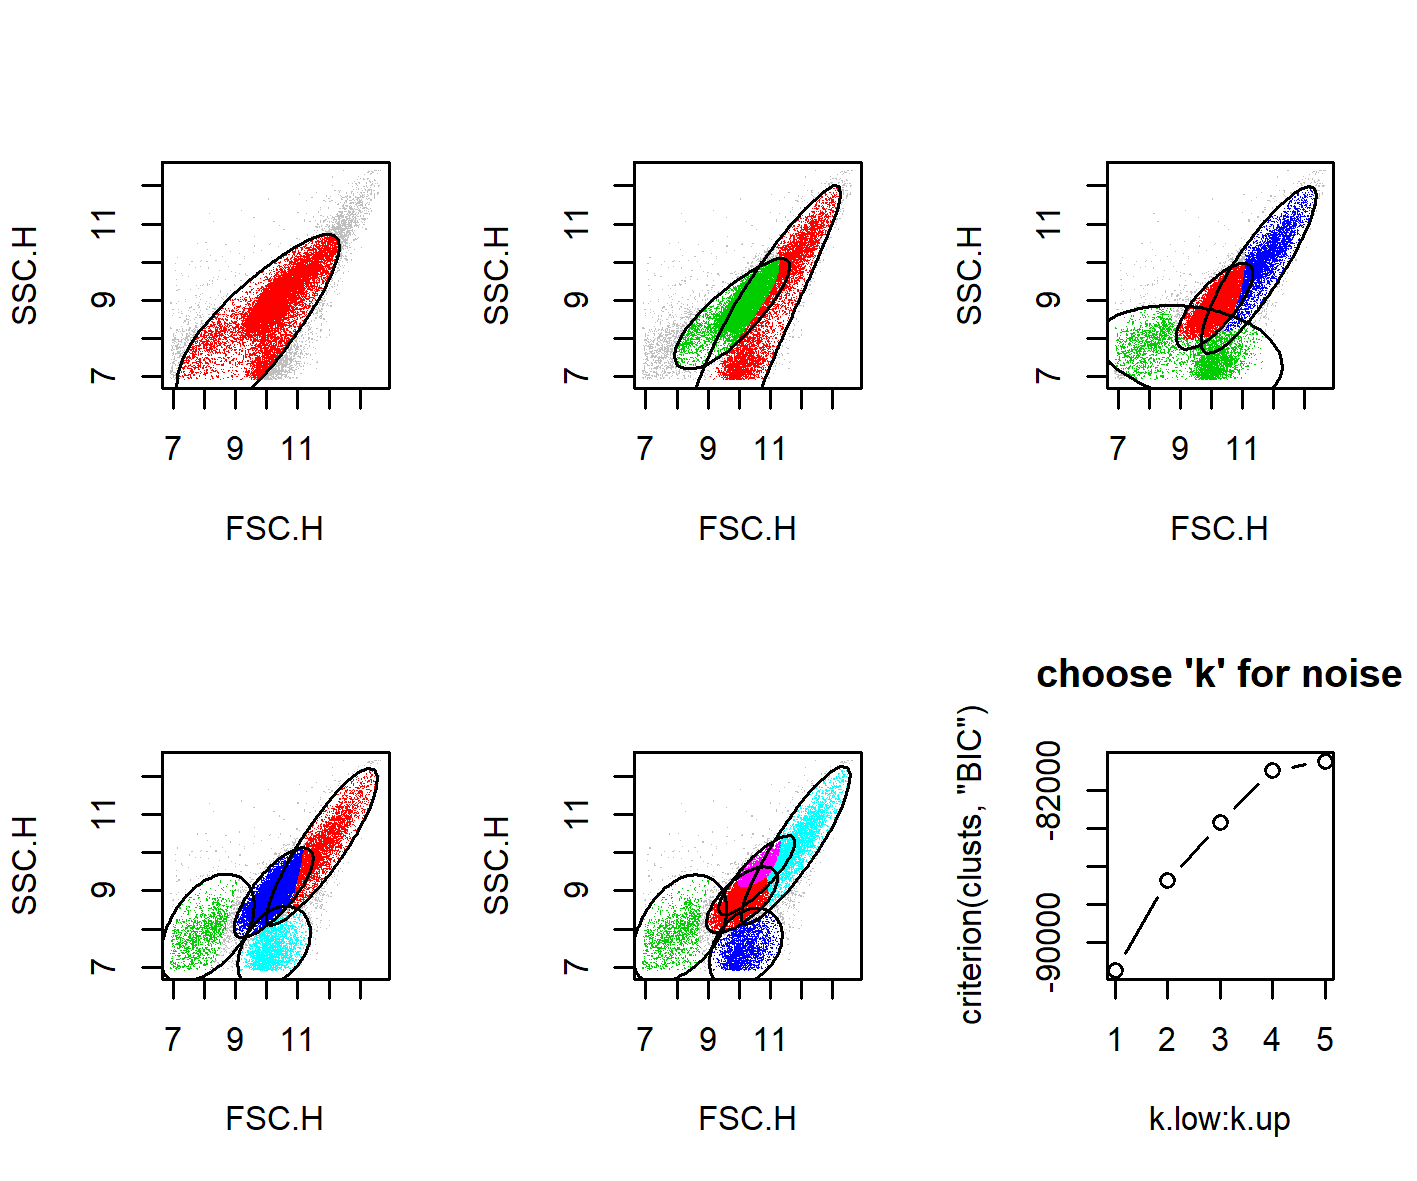 SSC.H
11
9
7
7 9 11
FSC.H
SSC.H
11
9
7
7 9 11
FSC.H
SSC.H
11
9
7
7 9 11
FSC.H
SSC.H
11
9
7
7 9 11
FSC.H
SSC.H
11
9
7
7 9 11
FSC.H
choose 'k' for noise
criterion(clusts, "BIC")
-82000
-90000
1 2 3 4 5
k.low:k.up